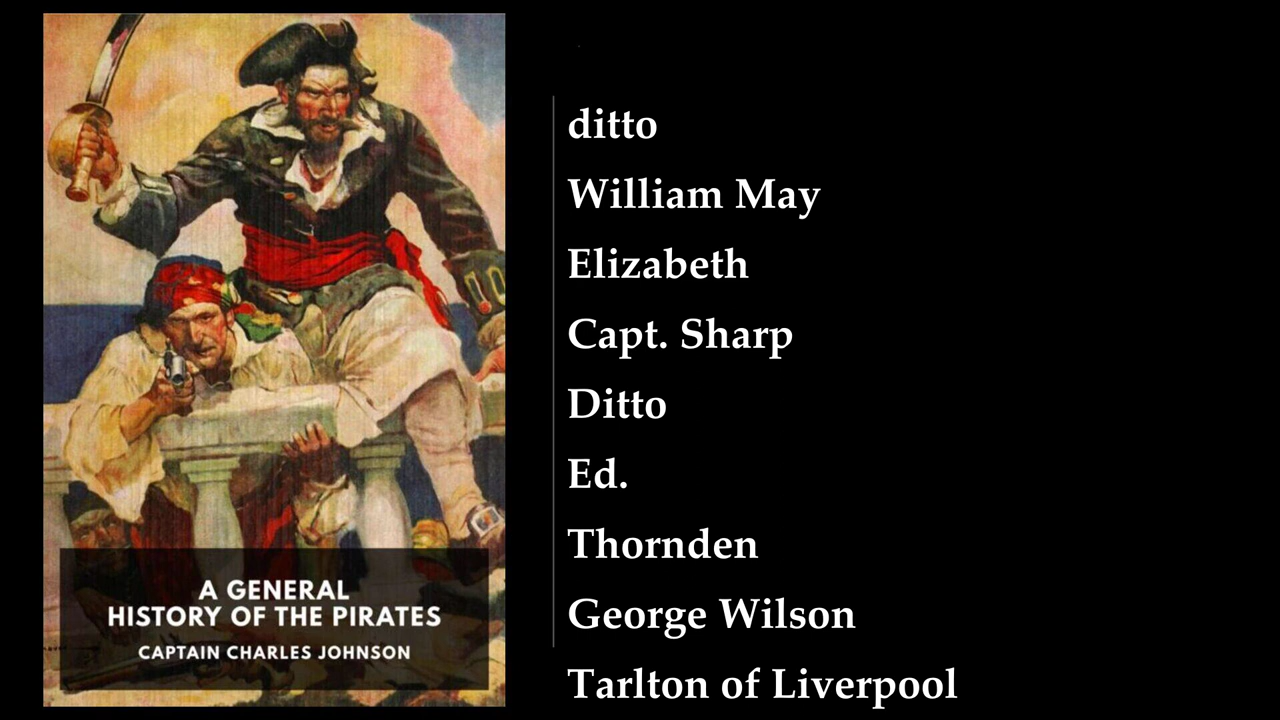 A GENERAL
HISTORY OF THE PIRATES
CAPTAIN CHARLES JOHNSON
ditto
William May
Elizabeth
Capt. Sharp
Ditto
Ed.
Thornden
George Wilson
Tarlton of Liverpool